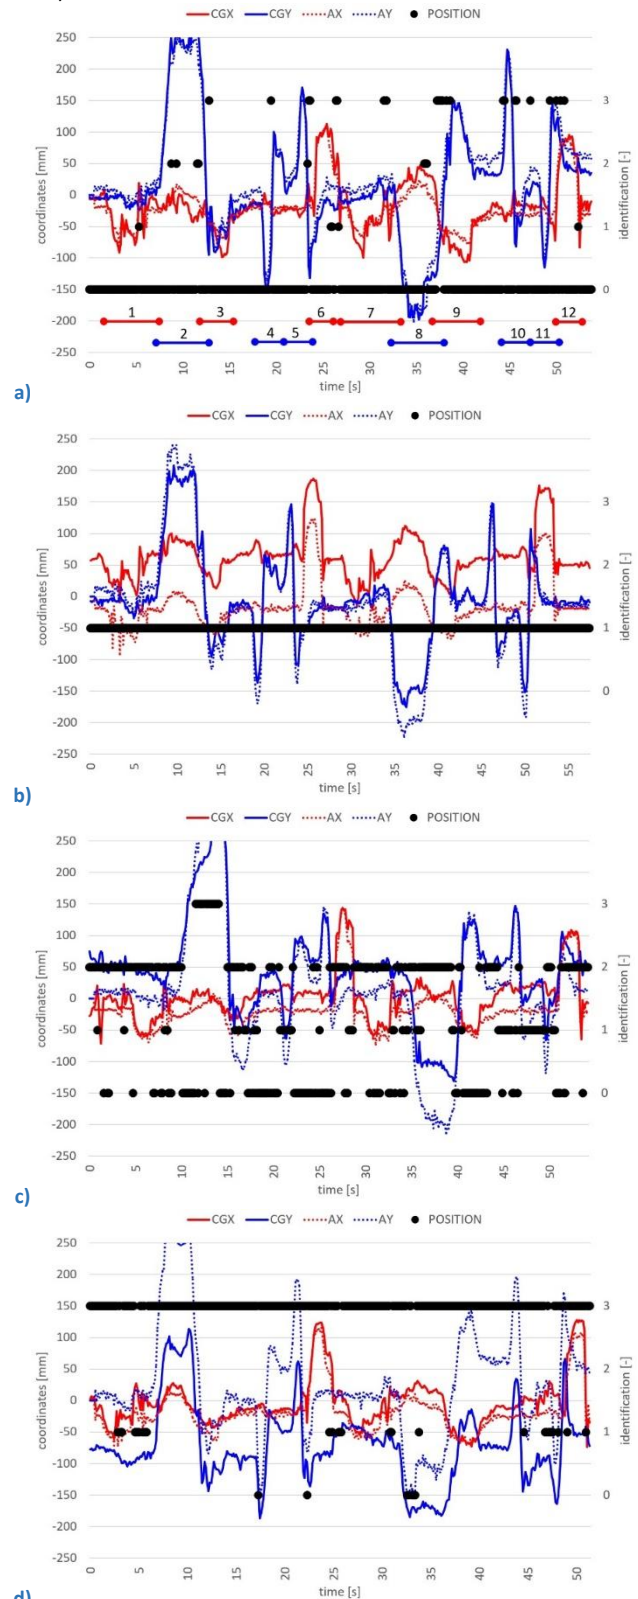 CGX CGY AX AY POSITION
250
200
150 3
100
50 2
0
-50 1
-100
-150 0
-200 1 3 6 7 9 12
2 4 5 8 10 11
-250
coordinates [mm]
identification [-]
0 5 10 15 20 25 30 35 40 45 50
time [s]
a)
CGX CGY AX AY POSITION
250
200
150 3
100
50 2
0
-50 1
-100
-150 0
-200
-250
coordinates [mm]
identification [-]
0 5 10 15 20 25 30 35 40 45 50 55
time [s]
b)
CGX CGY AX AY POSITION
250
200
150 3
100
50 2
0
-50 1
-100
-150 0
-200
-250
coordinates [mm]
identification [-]
0 5 10 15 20 25 30 35 40 45 50
time [s]
c)
CGX CGY AX AY POSITION
250
200
150 3
100
50 2
0
-50 1
-100
-150 0
-200
-250
coordinates [mm]
identification [-]
0 5 10 15 20 25 30 35 40 45 50
time [s]
d)